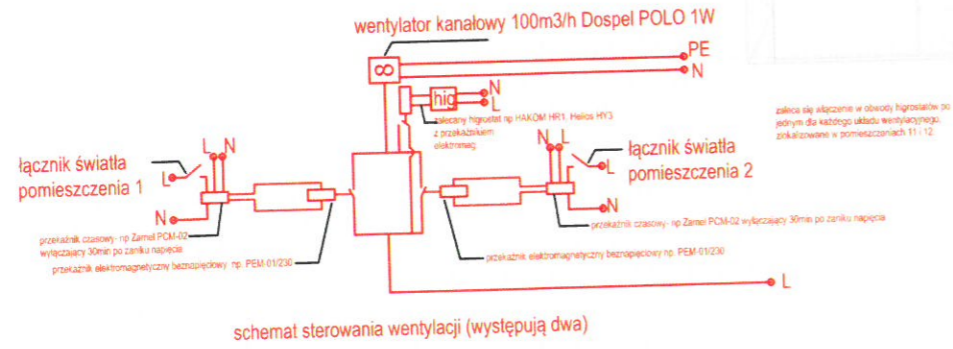 wentylator kanałowy 100m3/h Dospel POLO 1W
PE
N
∞
hig
N
L
zalecany higrostat np HAKOM HR1. Helios HY3
z przekaźnikiem
elektromag.
zaleca się włączenie w obwody higrostatów po
jednym dla każdego układu wentylacyjnego,
zlokalizowane w pomieszczeniach 11 i 12
łącznik światła
pomieszczenia 1
L
N
L
N
przekaźnik czasowy- np Zamel PCM-02
wyłączający 30min po zaniku napięcia
przekaźnik elektromagnetyczny beznapięciowy np. PEM-01/230
N
L
łącznik światła
pomieszczenia 2
L
N
przekaźnik czasowy- np Zamel PCM-02 wyłączający 30min po zaniku napięcia
przekaźnik elektromagnetyczny beznapięciowy np. PEM-01/230
L
schemat sterowania wentylacji (występują dwa)